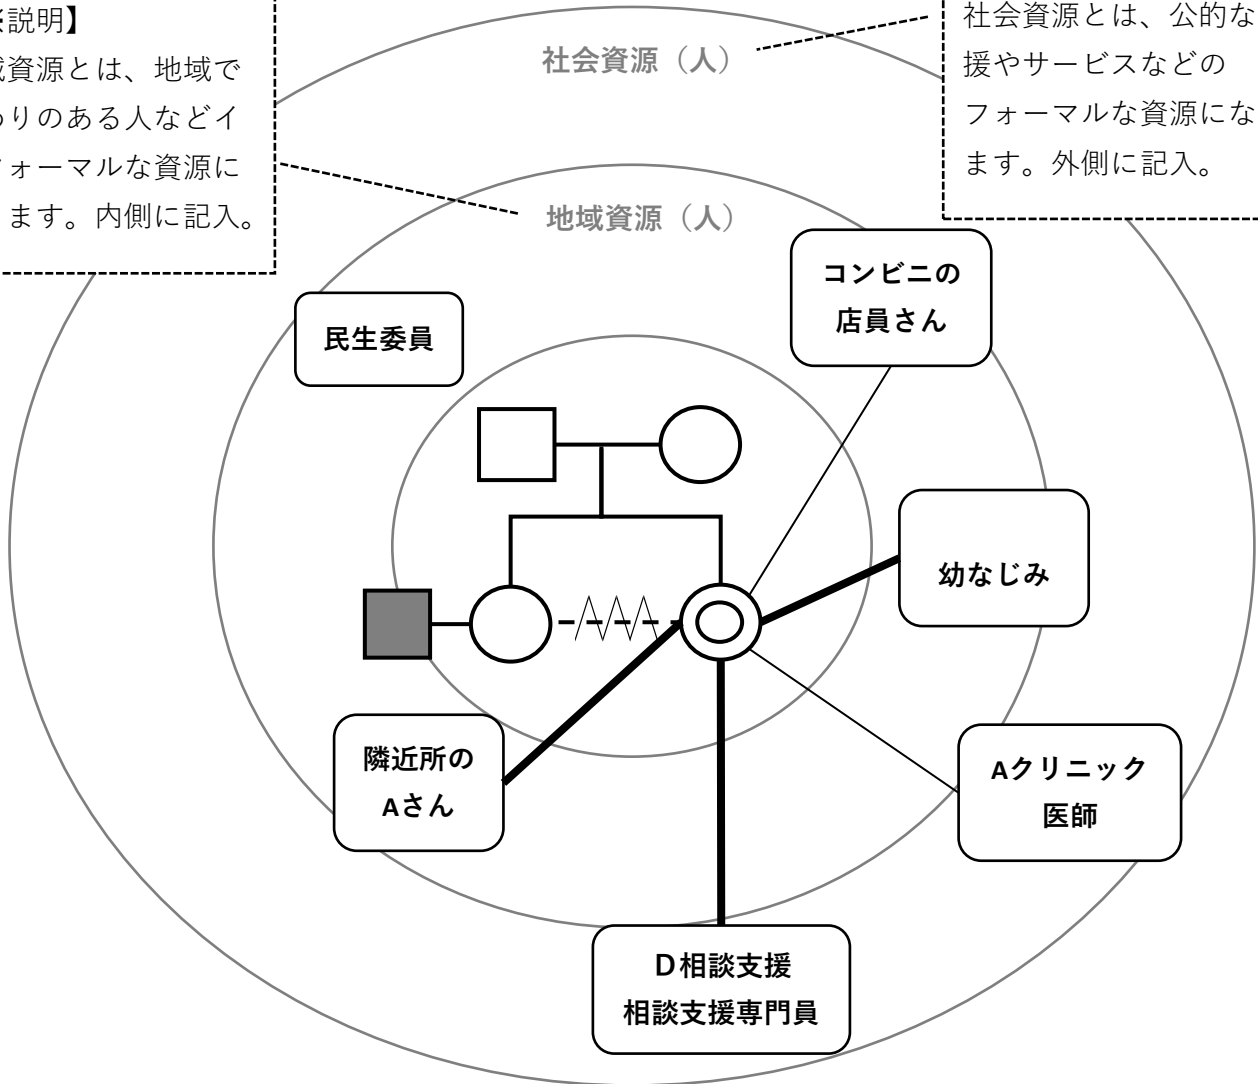 説明】
資源とは、地域で
りのある人などイ
ォーマルな資源に
ます。内側に記入。
社会資源（人）
社会資源とは、公的な
援やサービスなどの
フォーマルな資源にな
ます。外側に記入。
地域資源（人）
コンビニの
店員さん
民生委員
幼なじみ
隣近所の
Aさん
Aクリニック
医師
D相談支援
相談支援専門員